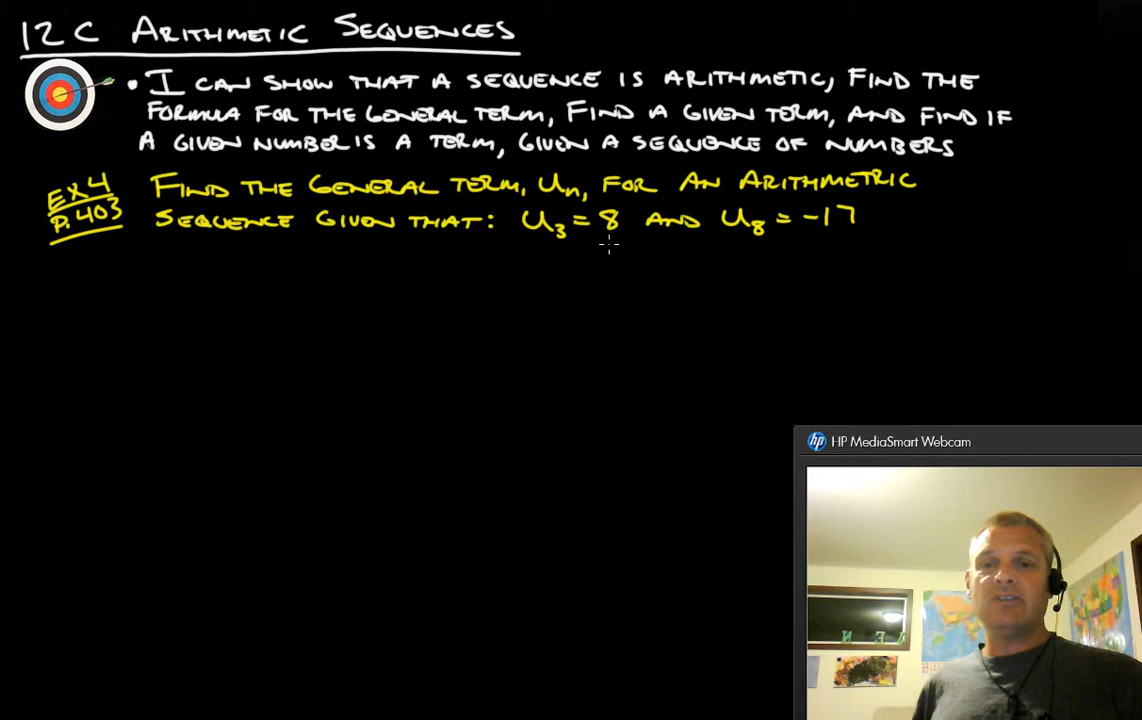 12C ARITHMETIC SEQUENCES
• I CAN SHOW THAT A SEQUENCE IS ARITHMETIC, FIND THE
FORMULA FOR THE GENERAL TERM, FIND A GIVEN TERM, AND FIND IF
A GIVEN NUMBER IS A TERM, GIVEN A SEQUENCE OF NUMBERS
EX4
P.403
FIND THE GENERAL TERM, Un, FOR AN ARITHMETRIC
SEQUENCE GIVEN THAT: U3 = 8 AND U8 = -17
hp HP MediaSmart Webcam